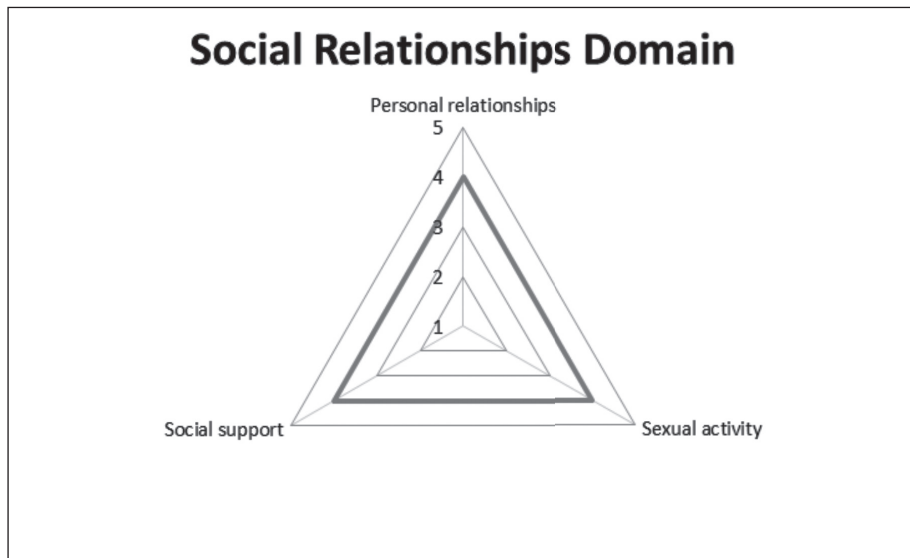 Social Relationships Domain
Personal relationships
5
4
3
2
1
Social support
Sexual activity